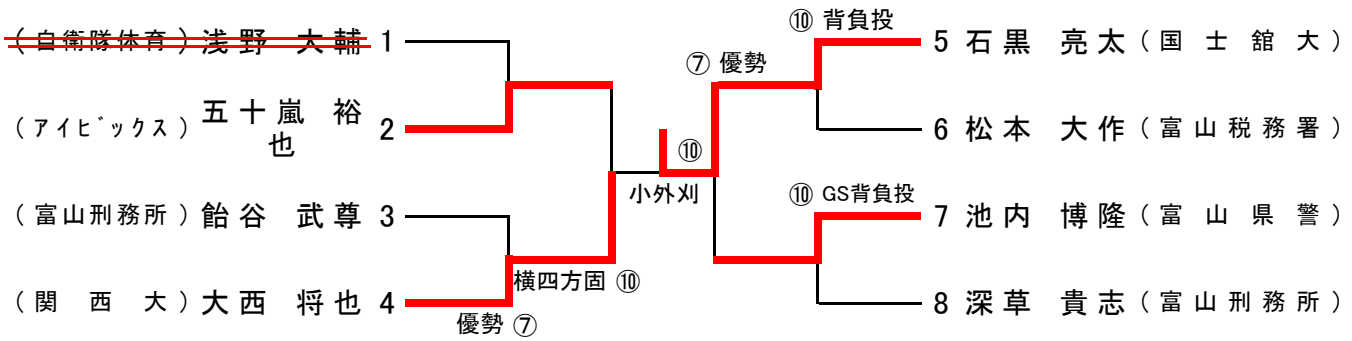 (自衛隊体育) 浅野 大輔 1
(アイビックス) 五十嵐 裕也 2
(富山刑務所) 飴谷 武尊 3
(関西大) 大西 将也 4
横四方固 ⑩
優勢 ⑦
小外刈
⑩
⑦ 優勢
⑩ 背負投
⑩ GS背負投
5 石黒 亮太 (国士舘大)
6 松本 大作 (富山税務署)
7 池内 博隆 (富山県警)
8 深草 貴志 (富山刑務所)